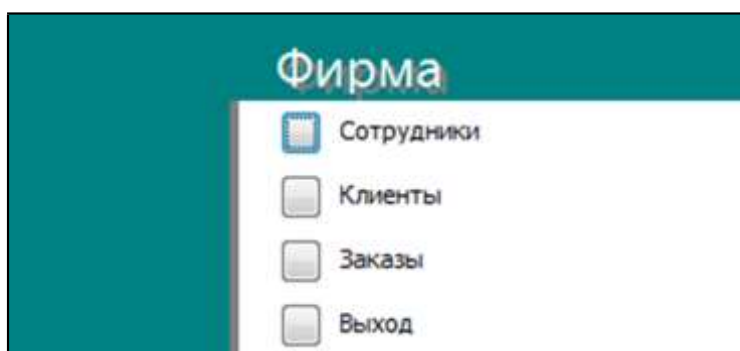 Фирма
Сотрудники
Клиенты
Заказы
Выход